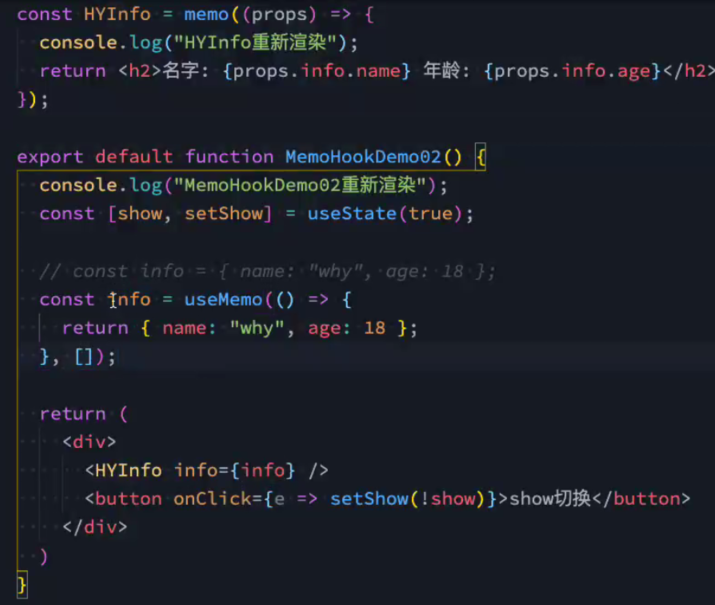 const HYInfo = memo((props) => {
  console.log("HYInfo重新渲染");
  return <h2>名字: {props.info.name} 年龄: {props.info.age}</h2>
});

export default function MemoHookDemo02() {
  console.log("MemoHookDemo02重新渲染");
  const [show, setShow] = useState(true);

  // const info = { name: "why", age: 18 };
  const info = useMemo(() => {
    return { name: "why", age: 18 };
  }, []);

  return (
    <div>
      <HYInfo info={info} />
      <button onClick={e => setShow(!show)}>show切换</button>
    </div>
  )
}